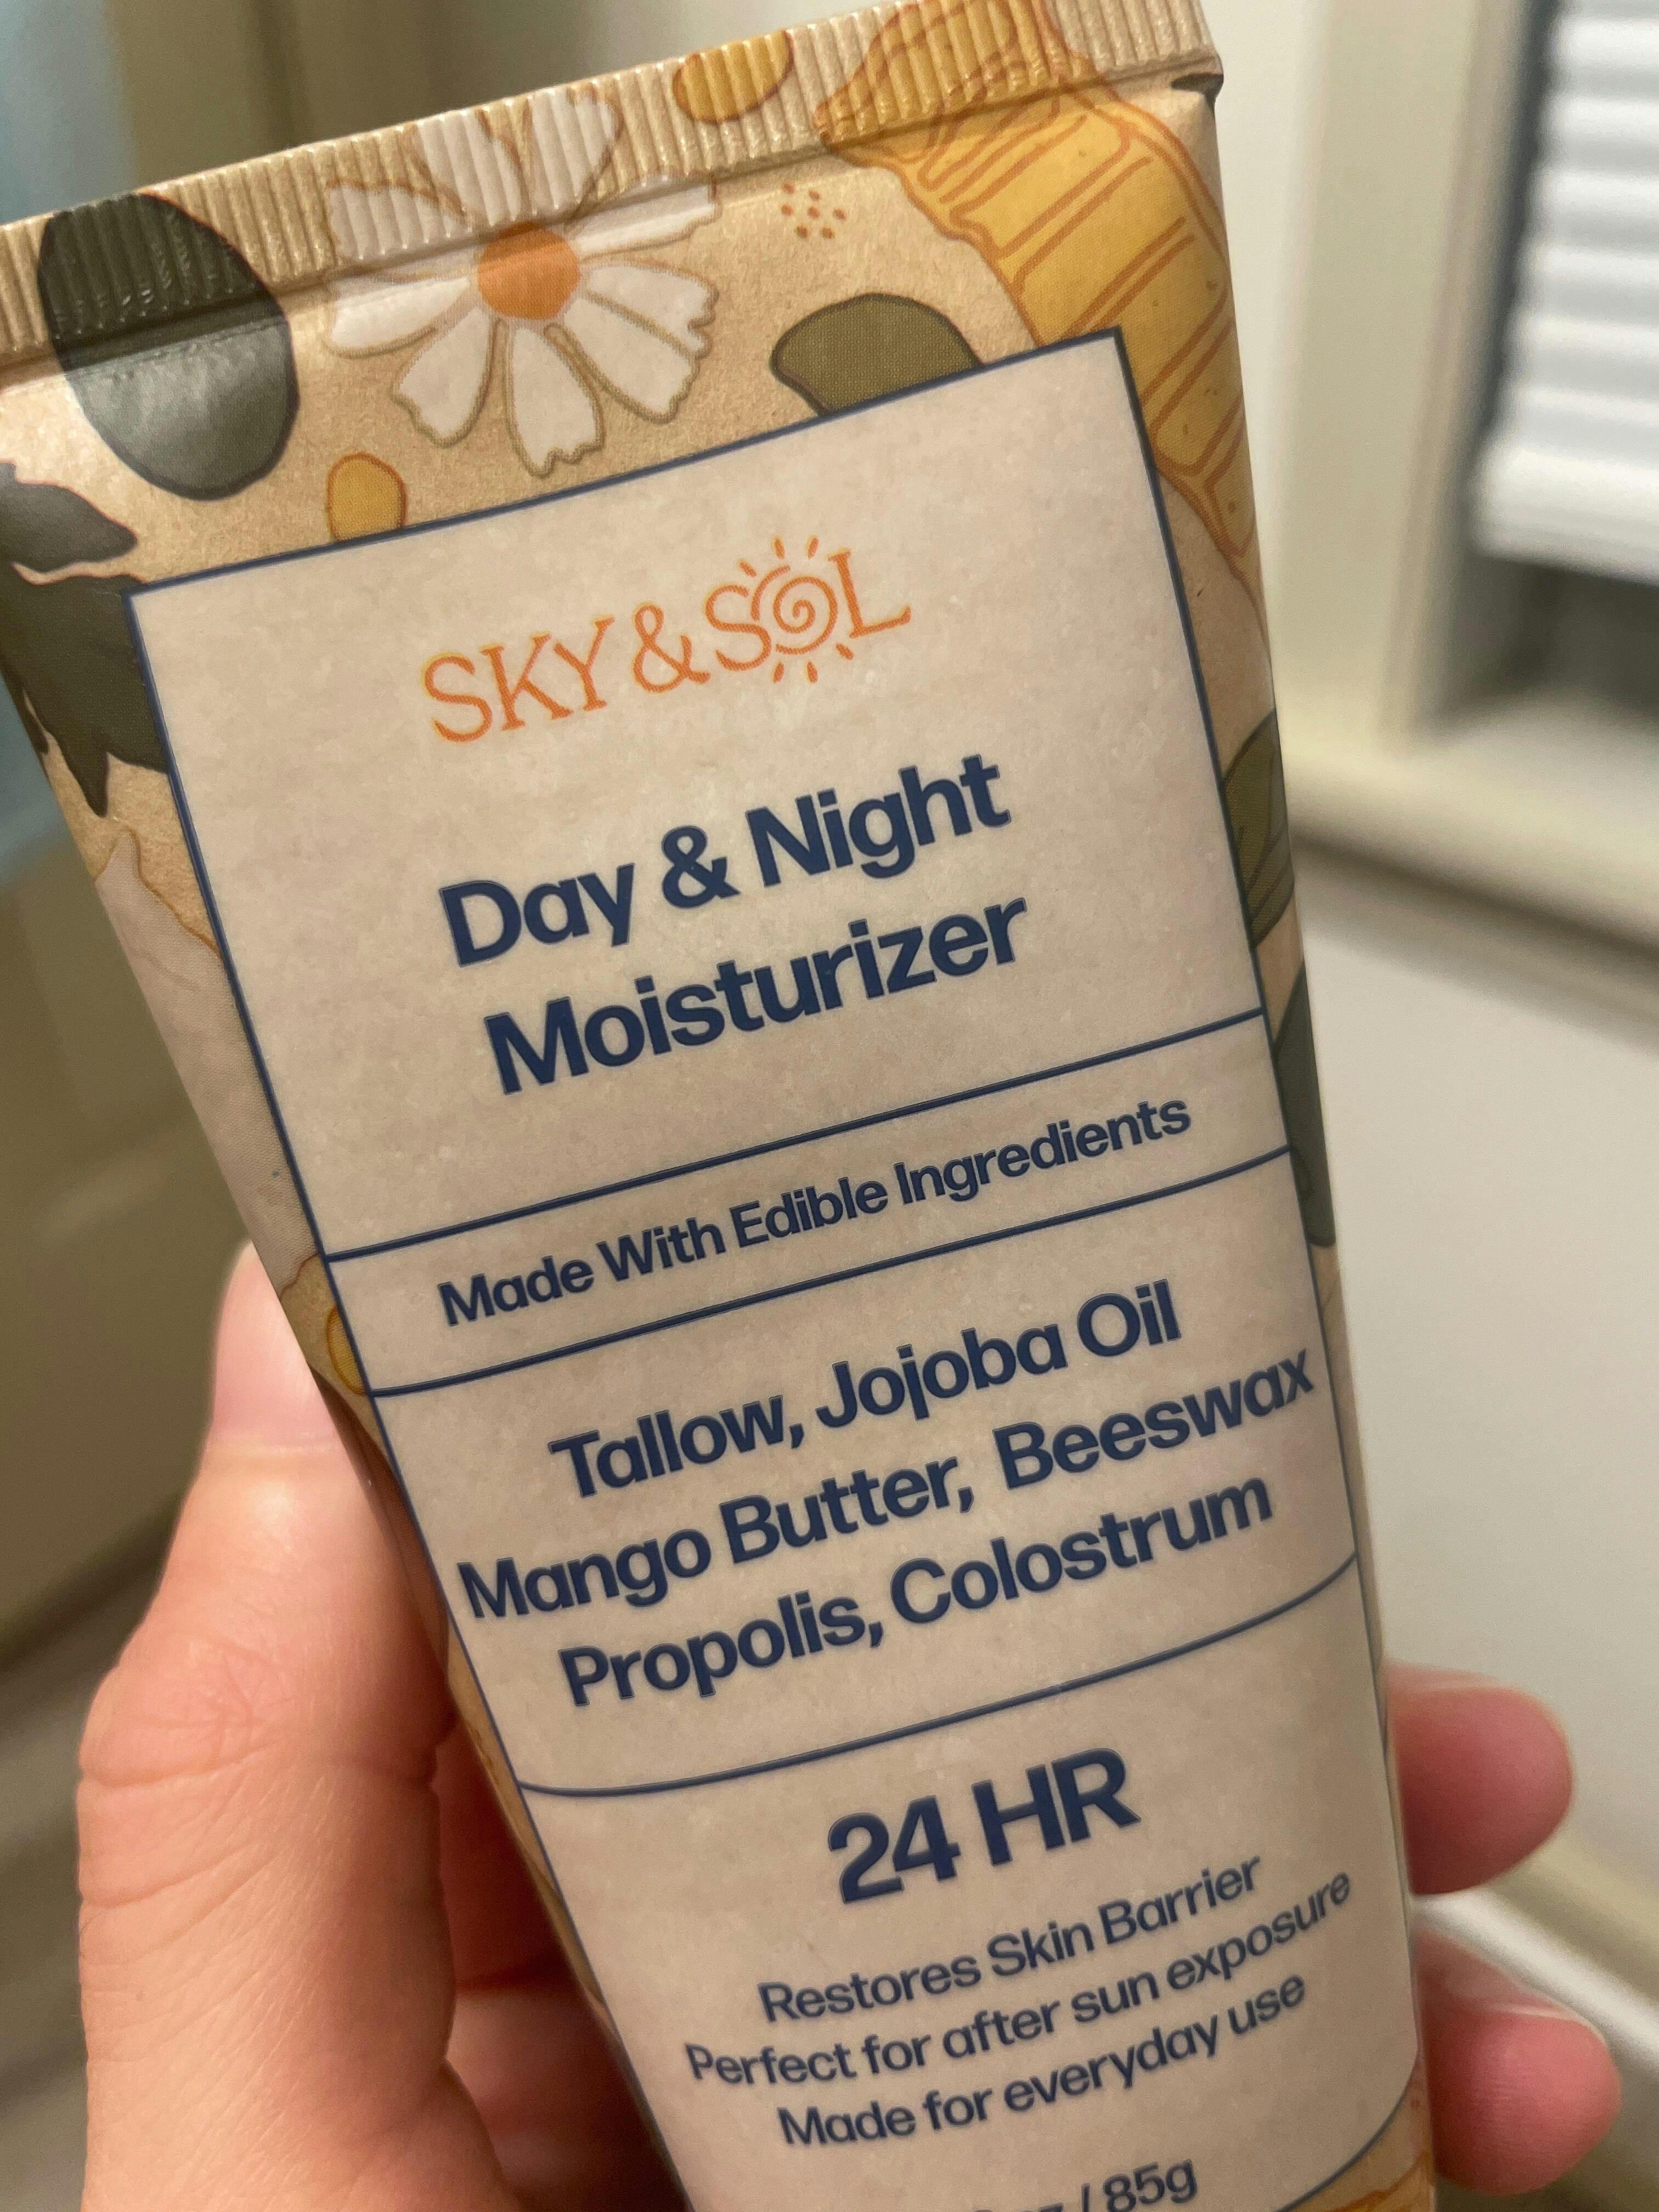 SKY & SOL
Day & Night
Moisturizer
Made With Edible Ingredients
Tallow, Jojoba Oil
Mango Butter, Beeswax
Propolis, Colostrum
24 HR
Restores Skin Barrier
Perfect for after sun exposure
Made for everyday use
/ 85g